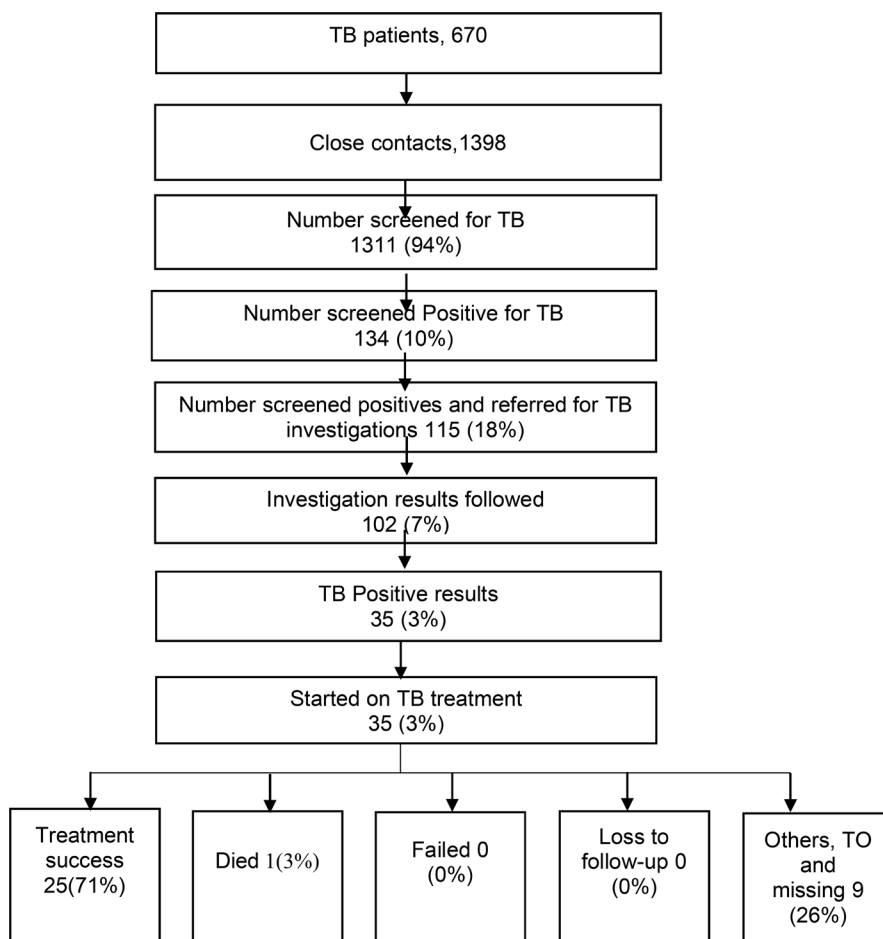 TB patients, 670
Close contacts,1398
Number screened for TB
1311 (94%)
Number screened Positive for TB
134 (10%)
Number screened positives and referred for TB
investigations 115 (18%)
Investigation results followed
102 (7%)
TB Positive results
35 (3%)
Started on TB treatment
35 (3%)
Treatment
success
25(71%)
Died 1(3%)
Failed 0
(0%)
Loss to
follow-up 0
(0%)
Others, TO
and
missing 9
(26%)